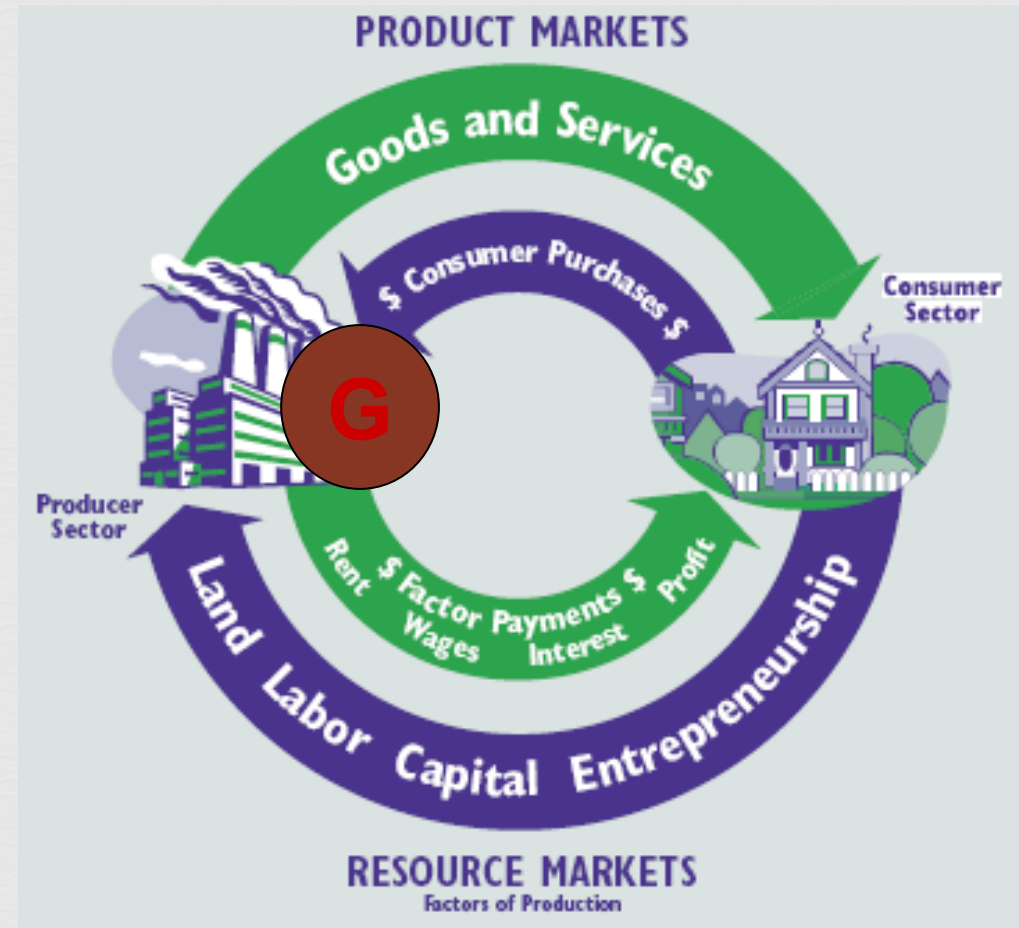 PRODUCT MARKETS
Goods and Services
$ Consumer Purchases $
Consumer
Sector
G
Producer
Sector
$ Factor Payments $
Rent Wages Interest Profit
Land Labor Capital Entrepreneurship
RESOURCE MARKETS
Factors of Production